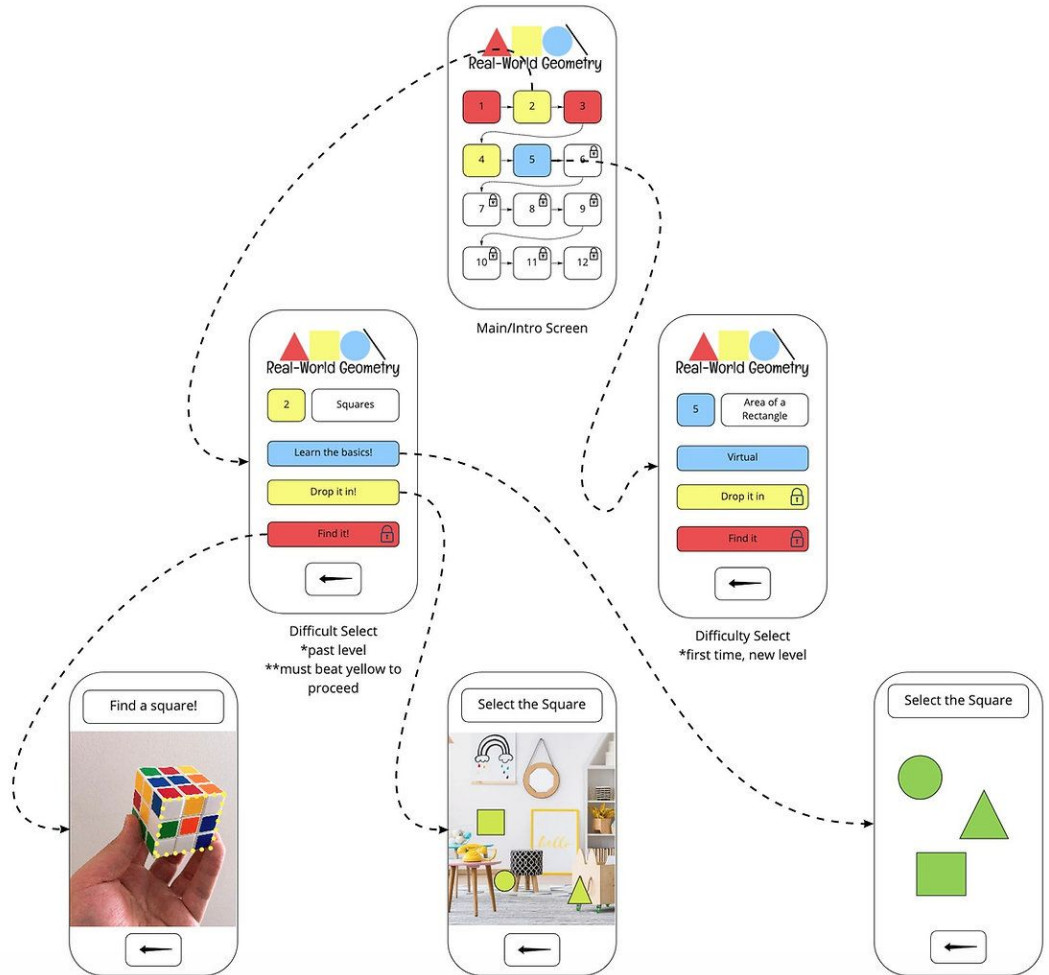 Real-World Geometry
1
2
3
4
5
6
7
8
9
10
11
12
Main/Intro Screen
Real-World Geometry
2
Squares
Learn the basics!
Drop it in!
Find it!
Difficult Select
*past level
**must beat yellow to
proceed
Real-World Geometry
5
Area of a
Rectangle
Virtual
Drop it in
Find it
Difficulty Select
*first time, new level
Find a square!
Select the Square
hello
Select the Square